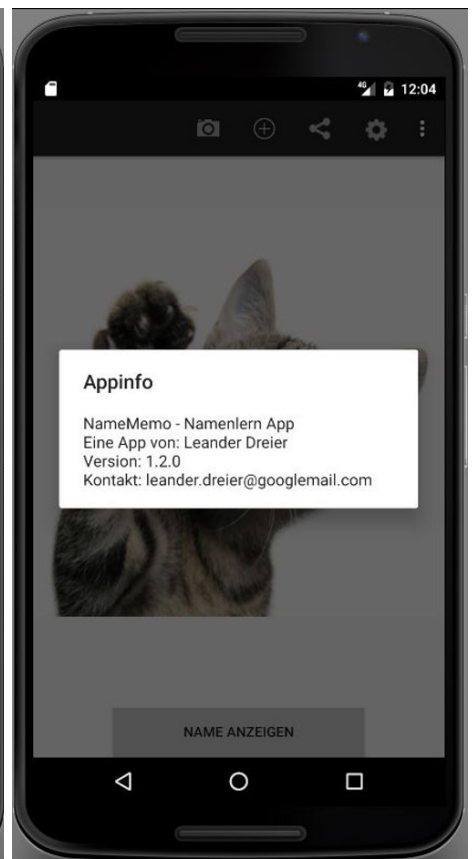 4G 12:04
Appinfo
NameMemo - Namenlern App
Eine App von: Leander Dreier
Version: 1.2.0
Kontakt: leander.dreier@googlemail.com
NAME ANZEIGEN